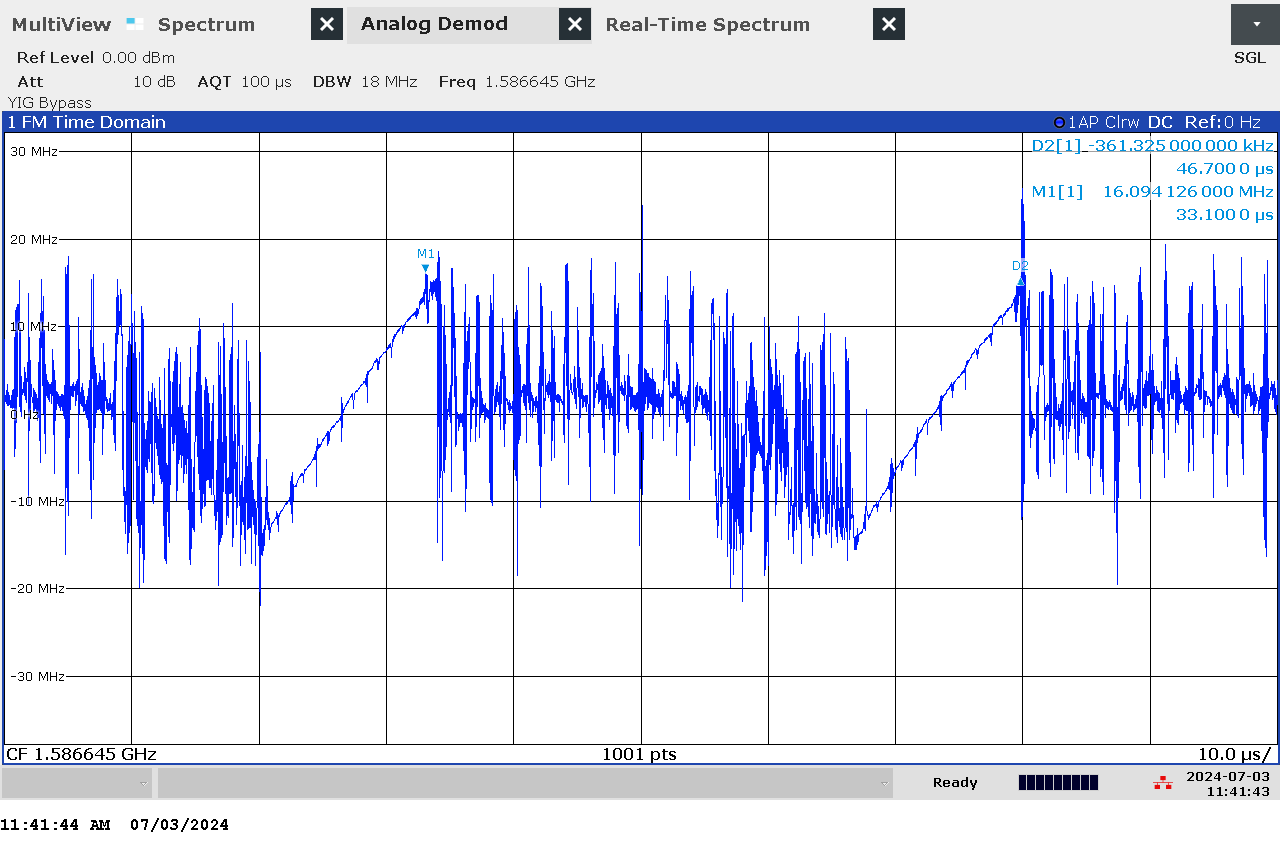 MultiView Spectrum Analog Demod Real-Time Spectrum
Ref Level 0.00 dBm SGL
Att 10 dB AQT 100 µs DBW 18 MHz Freq 1.586645 GHz
YIG Bypass
1 FM Time Domain 1AP Clrw DC Ref:0 Hz
30 MHz
D2[1] -361.325 000 000 kHz
46.700 0 µs
M1[1] 16.094 126 000 MHz
33.100 0 µs
20 MHz
M1
D2
10 MHz
0 Hz
-10 MHz
-20 MHz
-30 MHz
CF 1.586645 GHz 1001 pts 10.0 µs/
Ready 2024-07-03
11:41:43
11:41:44 AM 07/03/2024